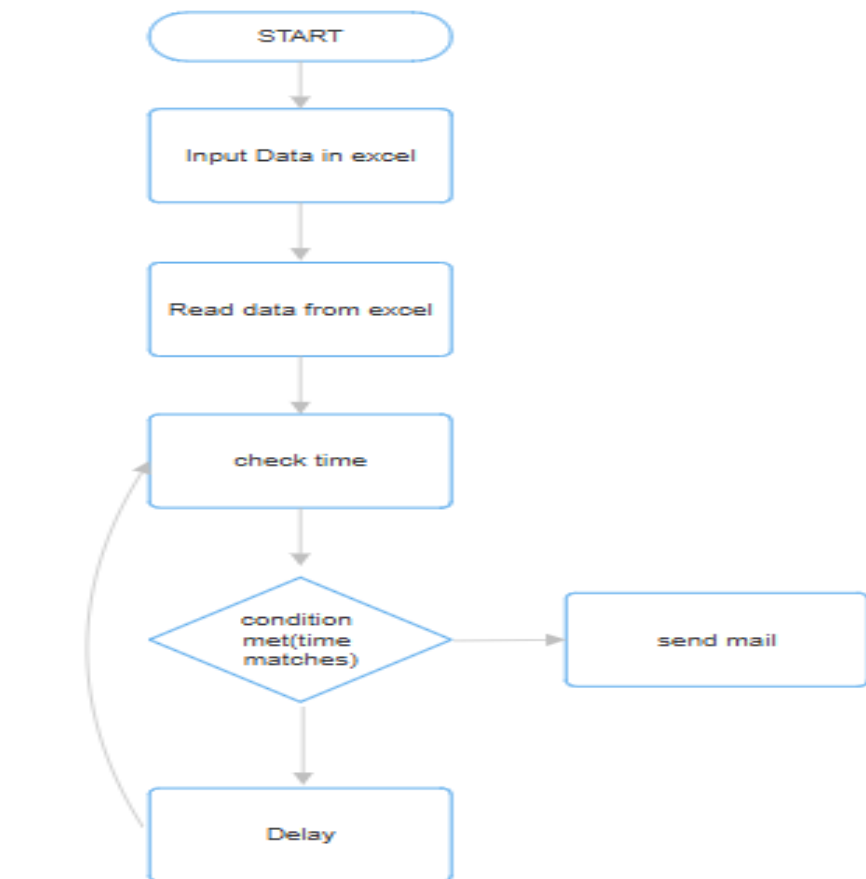 START
Input Data in excel
Read data from excel
check time
condition
met(time
matches)
send mail
Delay